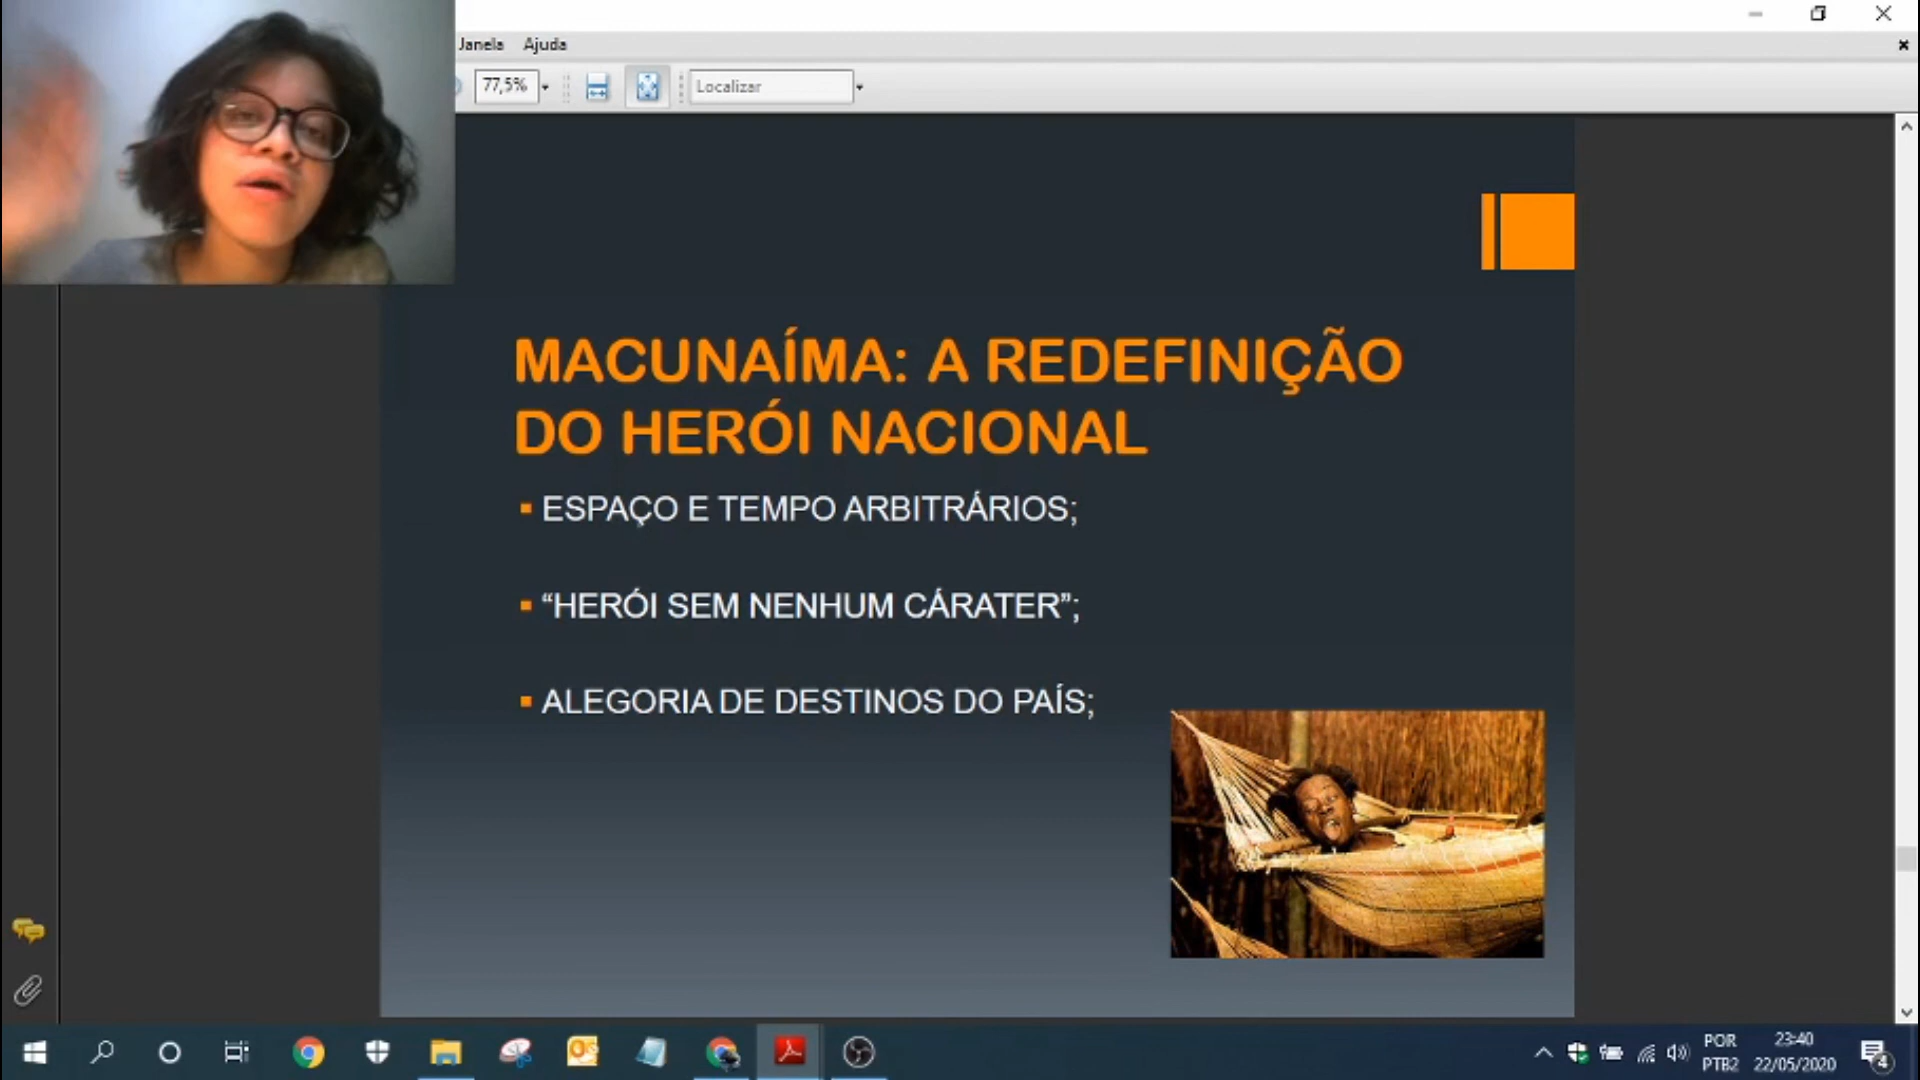 Janela Ajuda
77,5% Localizar
MACUNAÍMA: A REDEFINIÇÃO
DO HERÓI NACIONAL
ESPAÇO E TEMPO ARBITRÁRIOS;
“HERÓI SEM NENHUM CÁRATER”;
ALEGORIA DE DESTINOS DO PAÍS;
POR
PTB2
23:40
22/05/2020
4